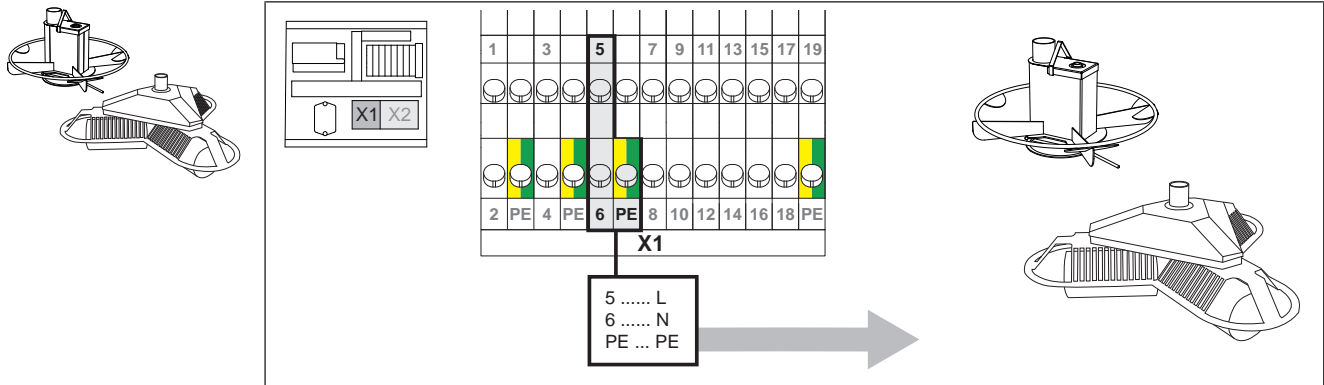 X1 X2
1 3 5 7 9 11 13 15 17 19
2 PE 4 PE 6 PE 8 10 12 14 16 18 PE
X1
5 ...... L
6 ...... N
PE ... PE